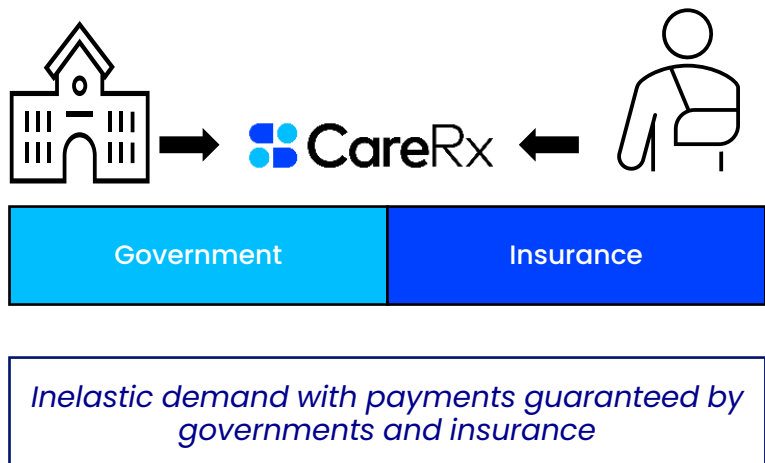 CareRx
Government
Insurance
Inelastic demand with payments guaranteed by
governments and insurance